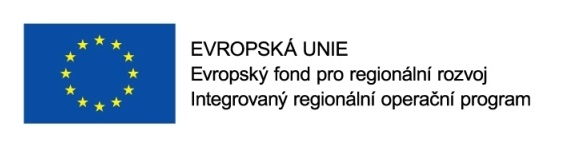 EVROPSKÁ UNIE
Evropský fond pro regionální rozvoj
Integrovaný regionální operační program